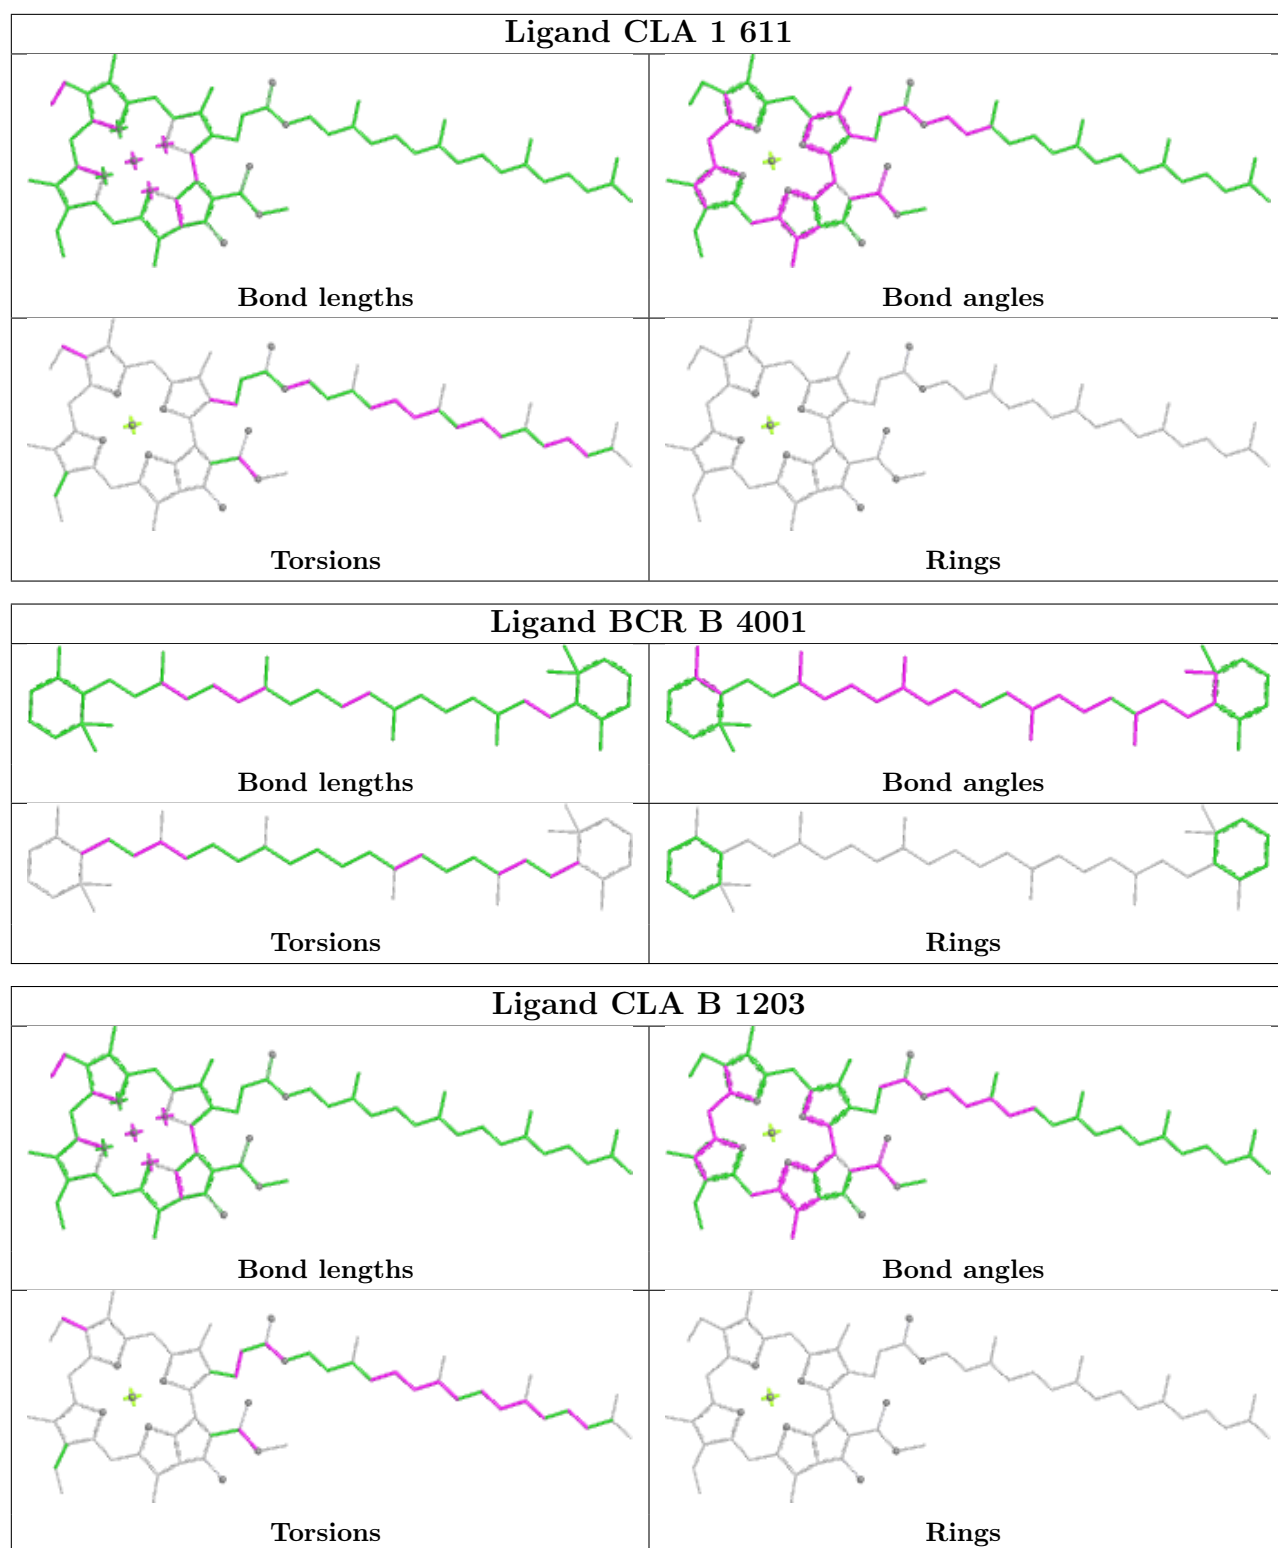 Ligand CLA 1 611
Bond lengths
Bond angles
Torsions
Rings
Ligand BCR B 4001
Bond lengths
Bond angles
Torsions
Rings
Ligand CLA B 1203
Bond lengths
Bond angles
Torsions
Rings